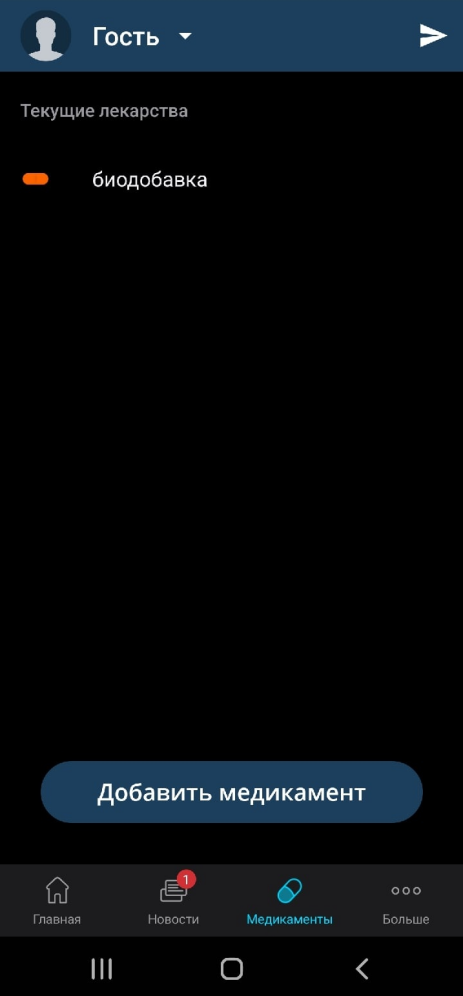 Гость
Текущие лекарства
биодобавка
Добавить медикамент
1
Главная
Новости
Медикаменты
Больше